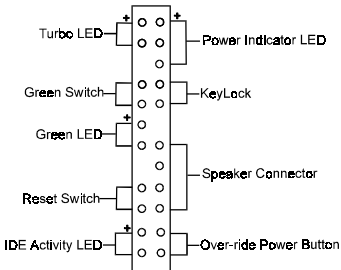 Turbo LED
Power Indicator LED
Green Switch
KeyLock
Green LED
Speaker Connector
Reset Switch
IDE Activity LED
Over-ride Power Button
+
+
+
+